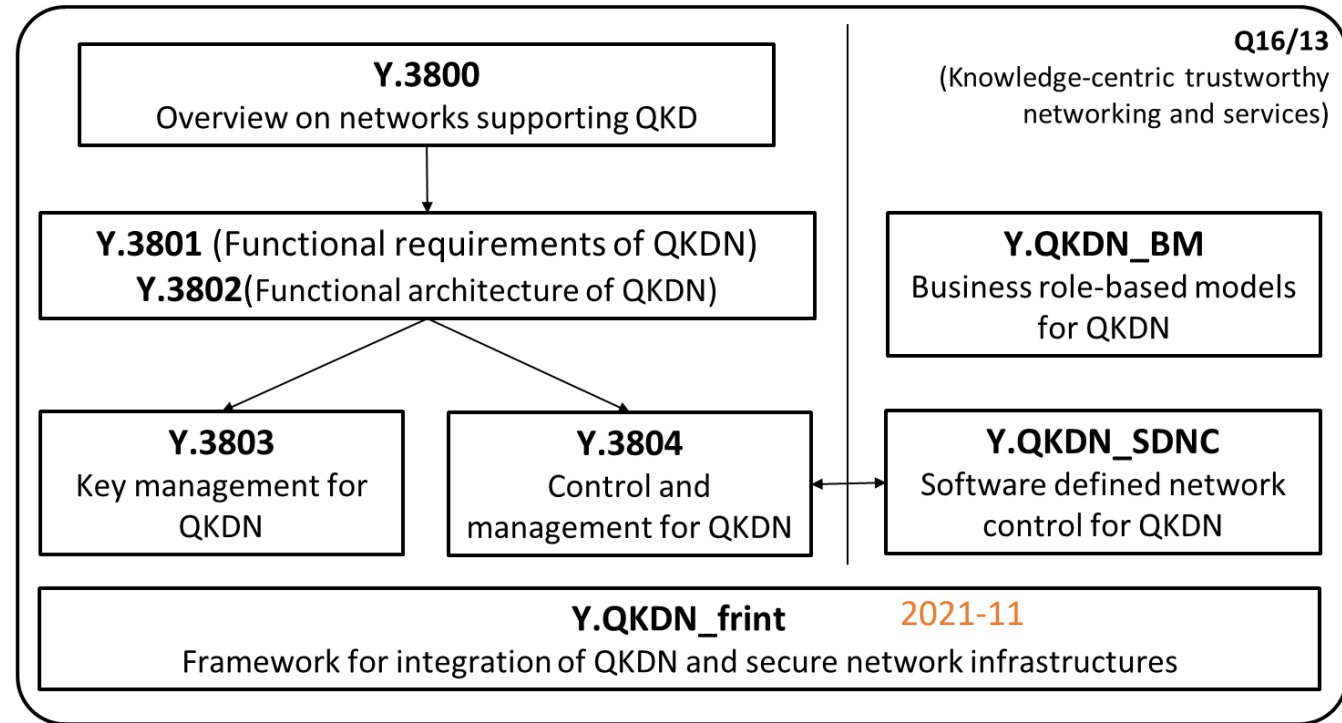 Y.3800
Overview on networks supporting QKD
Q16/13
(Knowledge-centric trustworthy
networking and services)
Y.3801 (Functional requirements of QKDN)
Y.3802(Functional architecture of QKDN)
Y.QKDN_BM
Business role-based models
for QKDN
Y.3803
Key management for
QKDN
Y.3804
Control and
management for QKDN
Y.QKDN_SDNC
Software defined network
control for QKDN
Y.QKDN_frint 2021-11
Framework for integration of QKDN and secure network infrastructures